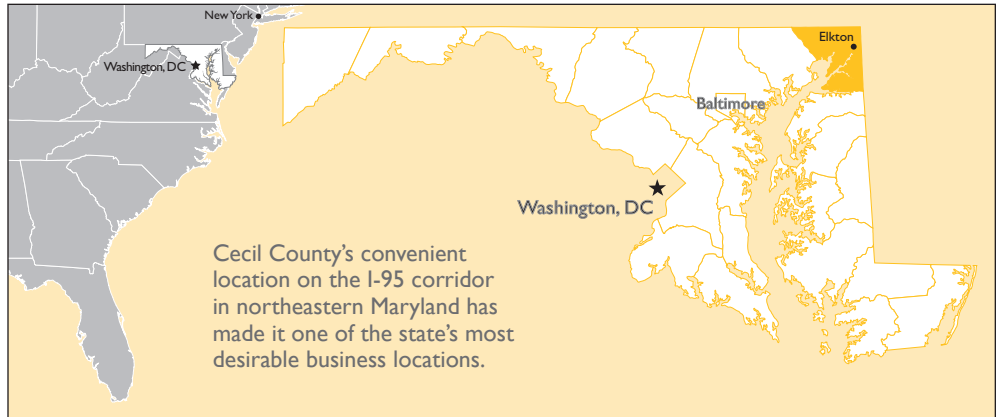 New York
Washington, DC
Elkton
Baltimore
Washington, DC
Cecil County’s convenient
location on the I-95 corridor
in northeastern Maryland has
made it one of the state’s most
desirable business locations.